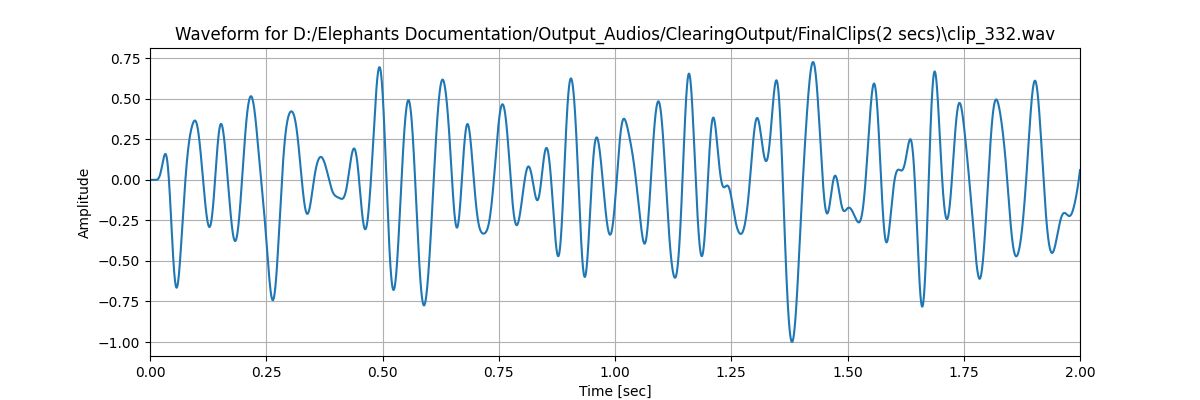 Waveform for D:/Elephants Documentation/Output_Audios/ClearingOutput/FinalClips(2 secs)\clip_332.wav
0.75
0.50
0.25
0.00
−0.25
−0.50
−0.75
−1.00
Amplitude
0.00 0.25 0.50 0.75 1.00 1.25 1.50 1.75 2.00
Time [sec]